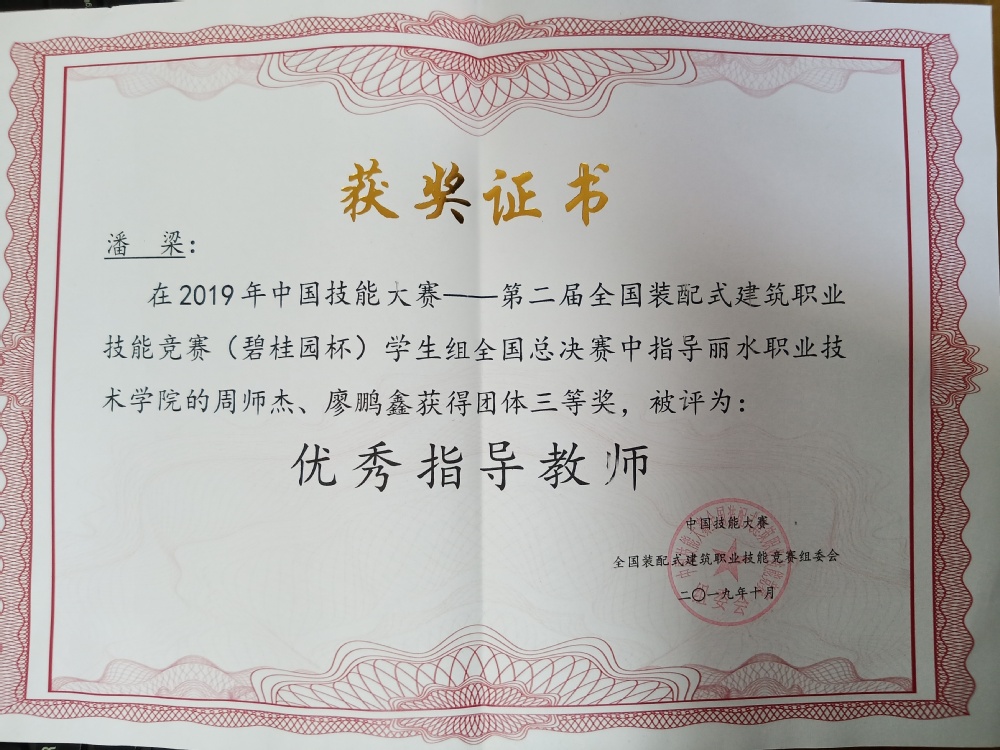 获奖证书
潘 梁：
在2019年中国技能大赛——第二届全国装配式建筑职业
技能竞赛（碧桂园杯）学生组全国总决赛中指导丽水职业技
术学院的周师杰、廖鹏鑫获得团体三等奖，被评为：
优秀指导教师
中国技能大赛
全国装配式建筑职业技能竞赛组委会
二〇一九年十月